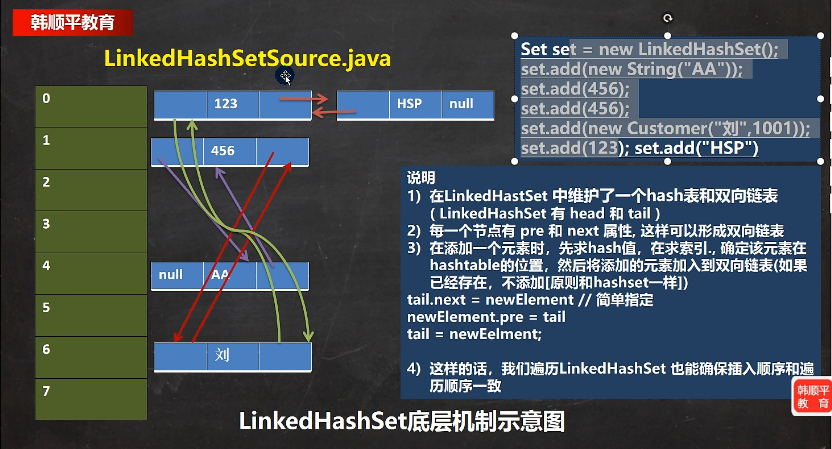 韩顺平教育
LinkedHashSetSource.java
0
1
2
3
4
5
6
7
123
HSP
null
456
null
AA
刘
Set set = new LinkedHashSet();
set.add(new String("AA"));
set.add(456);
set.add(456);
set.add(new Customer("刘",1001));
set.add(123); set.add("HSP")
说明
1) 在LinkedHastSet 中维护了一个hash表和双向链表
( LinkedHashSet 有 head 和 tail )
2) 每一个节点有 pre 和 next 属性, 这样可以形成双向链表
3) 在添加一个元素时，先求hash值，在求索引., 确定该元素在
hashtable的位置，然后将添加的元素加入到双向链表(如果
已经存在，不添加[原则和hashset一样])
tail.next = newElement // 简单指定
newElement.pre = tail
tail = newEelment;
4) 这样的话，我们遍历LinkedHashSet 也能确保插入顺序和遍
历顺序一致
韩顺平
教 育
LinkedHashSet底层机制示意图